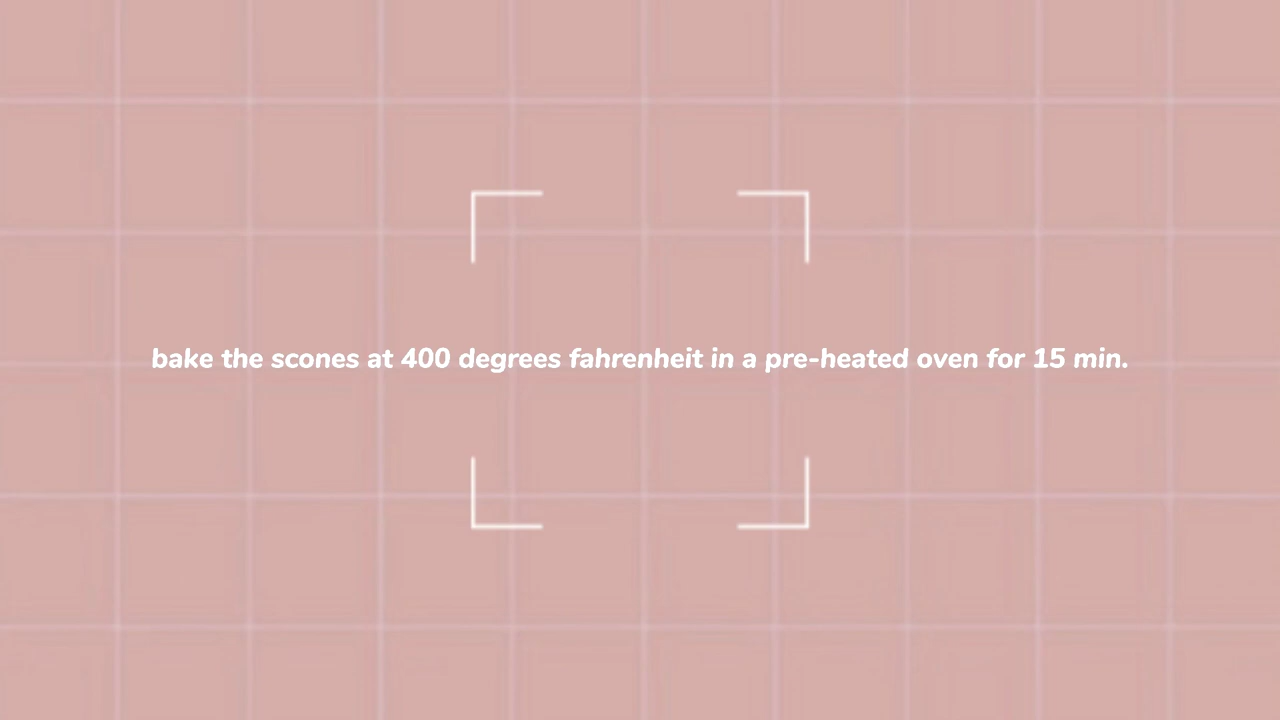 bake the scones at 400 degrees fahrenheit in a pre-heated oven for 15 min.